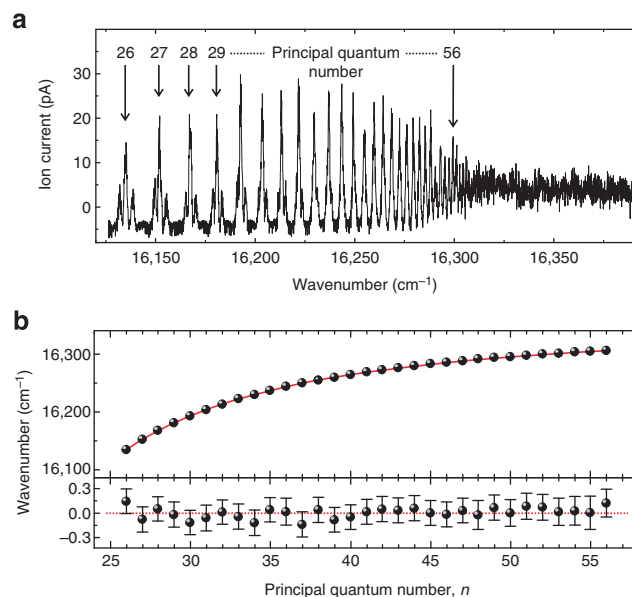 a
26 27 28 29 Principal quantum number 56
30
20
10
0
Ion current (pA)
16,150 16,200 16,250 16,300 16,350
Wavenumber (cm⁻¹)
b
16,300
16,200
16,100
Wavenumber (cm⁻¹)
0.3
0.0
−0.3
25 30 35 40 45 50 55
Principal quantum number, n